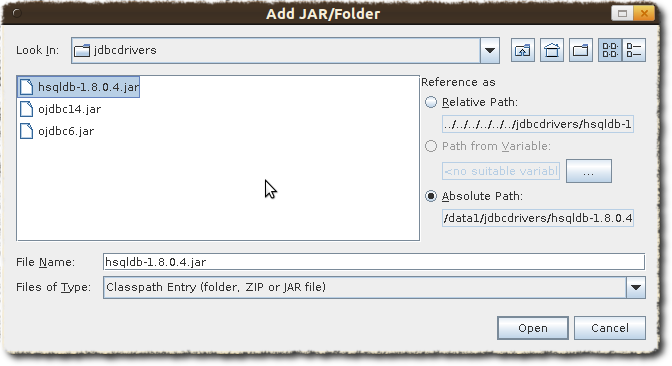 Add JAR/Folder
Look In: jdbcdrivers
hsqldb-1.8.0.4.jar
ojdbc14.jar
ojdbc6.jar
Reference as
Relative Path:
../../../../../../jdbcdrivers/hsqldb-1
Path from Variable:
<no suitable variabl
...
Absolute Path:
/data1/jdbcdrivers/hsqldb-1.8.0.4
File Name: hsqldb-1.8.0.4.jar
Files of Type: Classpath Entry (folder, ZIP or JAR file)
Open Cancel